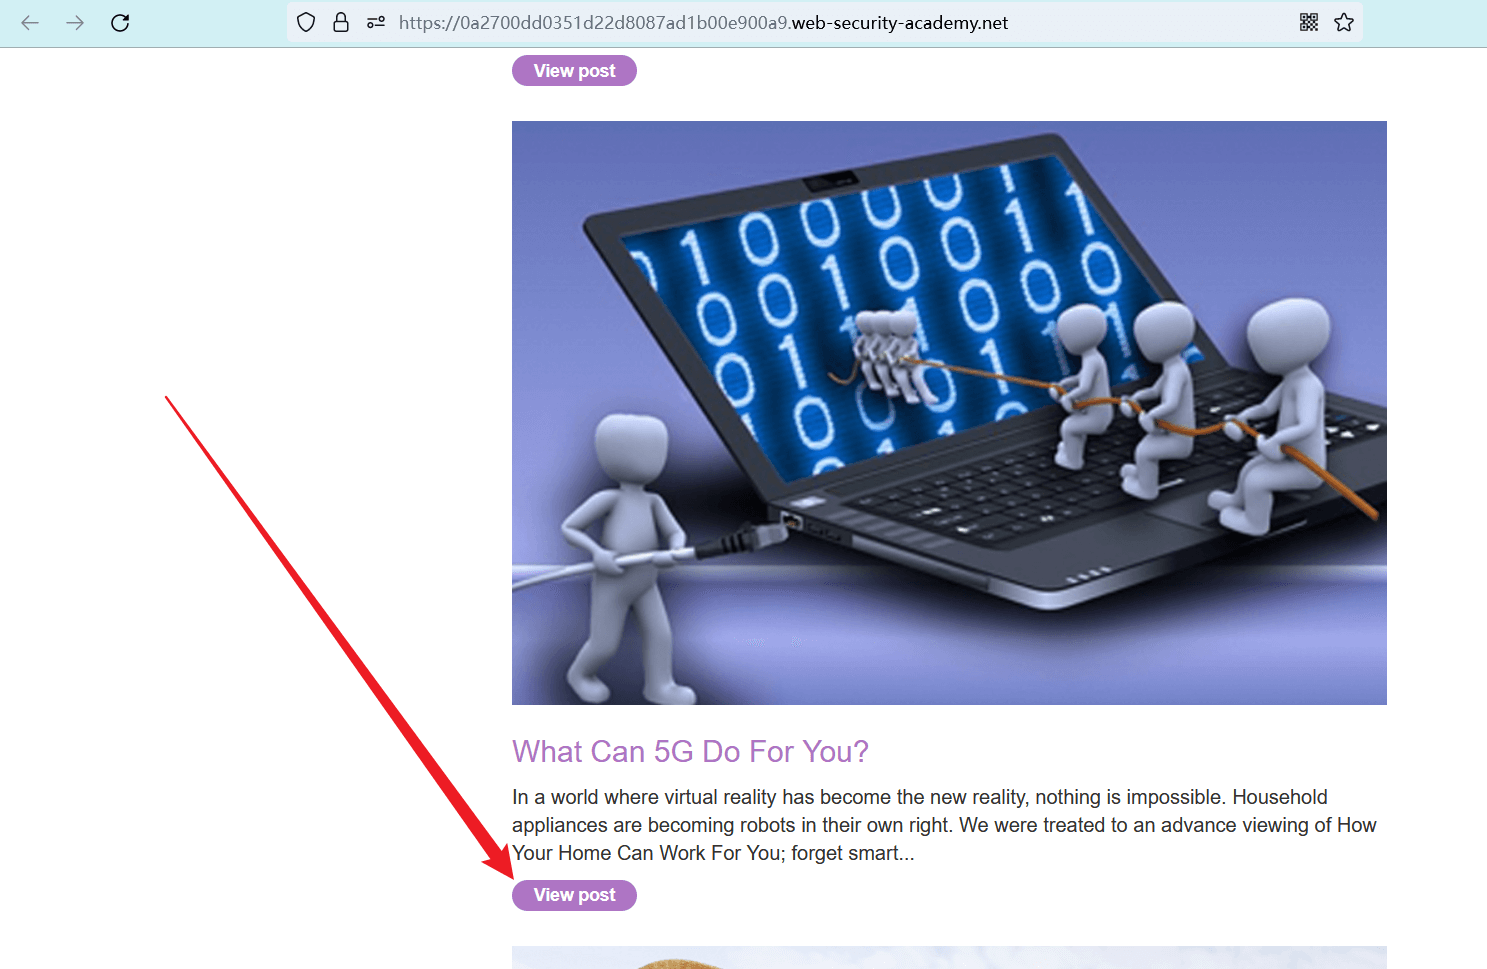 https://0a2700dd0351d22d8087ad1b00e900a9.web-security-academy.net
View post
What Can 5G Do For You?
In a world where virtual reality has become the new reality, nothing is impossible. Household
appliances are becoming robots in their own right. We were treated to an advance viewing of How
Your Home Can Work For You; forget smart...
View post